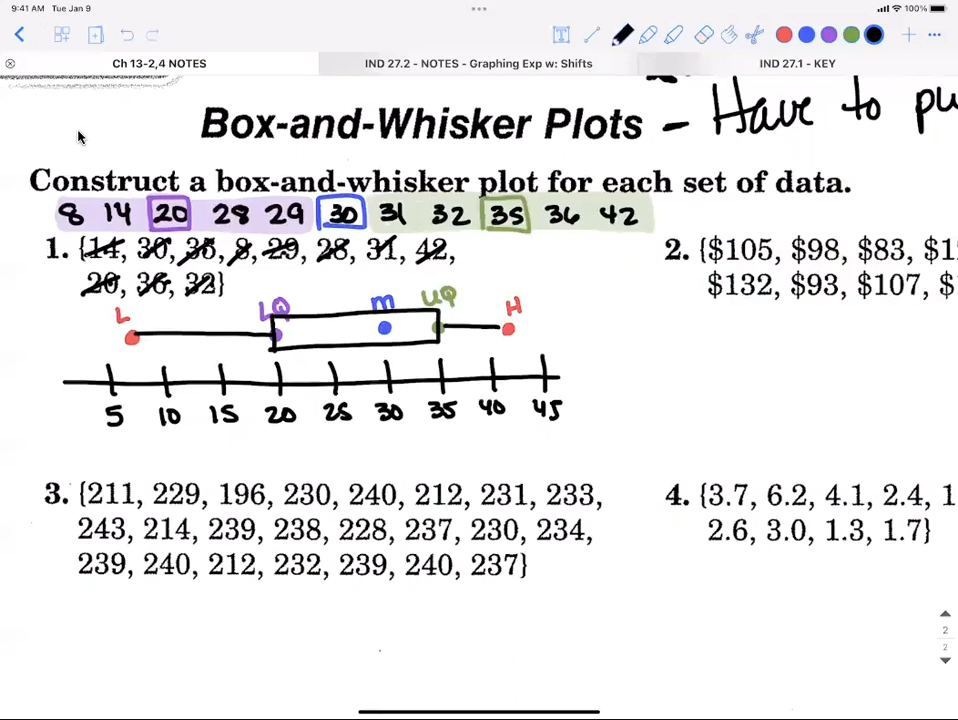 9:41 AM Tue Jan 9
100%
Ch 13-2,4 NOTES
IND 27.2 - NOTES - Graphing Exp w: Shifts
IND 27.1 - KEY
Box-and-Whisker Plots - Have to pu
Construct a box-and-whisker plot for each set of data.
8 14 20 28 29 30 31 32 35 36 42
1. {14, 30, 35, 8, 29, 28, 31, 42,
20, 36, 32}
2. {$105, $98, $83, $1
$132, $93, $107, $
L LQ m UQ H
5 10 15 20 25 30 35 40 45
3. {211, 229, 196, 230, 240, 212, 231, 233,
243, 214, 239, 238, 228, 237, 230, 234,
239, 240, 212, 232, 239, 240, 237}
4. {3.7, 6.2, 4.1, 2.4, 1
2.6, 3.0, 1.3, 1.7}
2
2